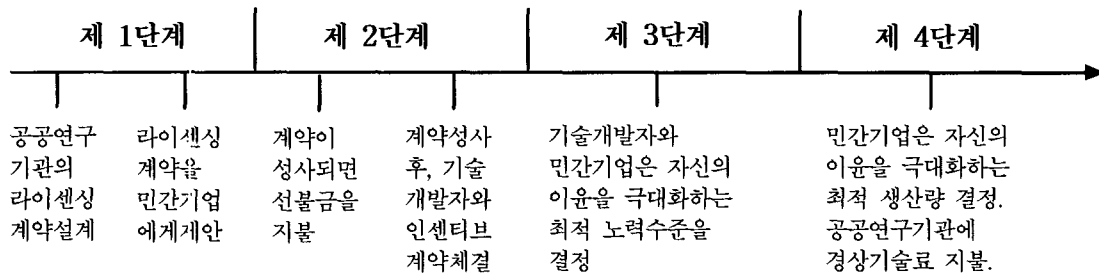 제 1단계
제 2단계
제 3단계
제 4단계
공공연구
기관의
라이센싱
계약설계
라이센싱
계약을
민간기업
에게제안
계약이
성사되면
선불금을
지불
계약성사
후, 기술
개발자와
인센티브
계약체결
기술개발자와
민간기업은 자신의
이윤을 극대화하는
최적 노력수준을
결정
민간기업은 자신의
이윤을 극대화하는
최적 생산량 결정.
공공연구기관에
경상기술료 지불.